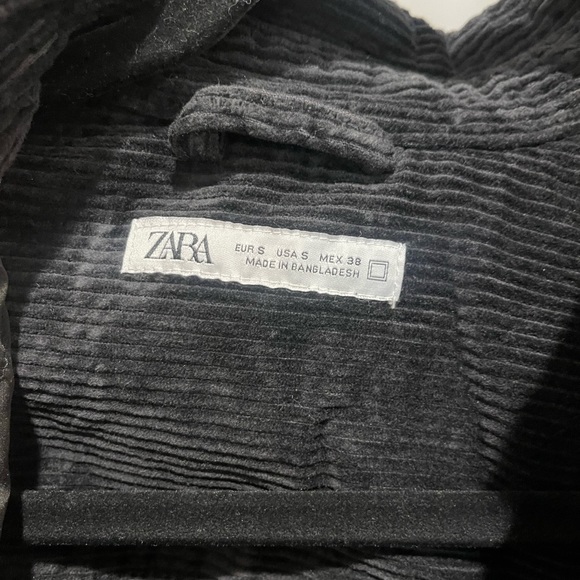 ZARA
EUR S USA S MEX 38
MADE IN BANGLADESH